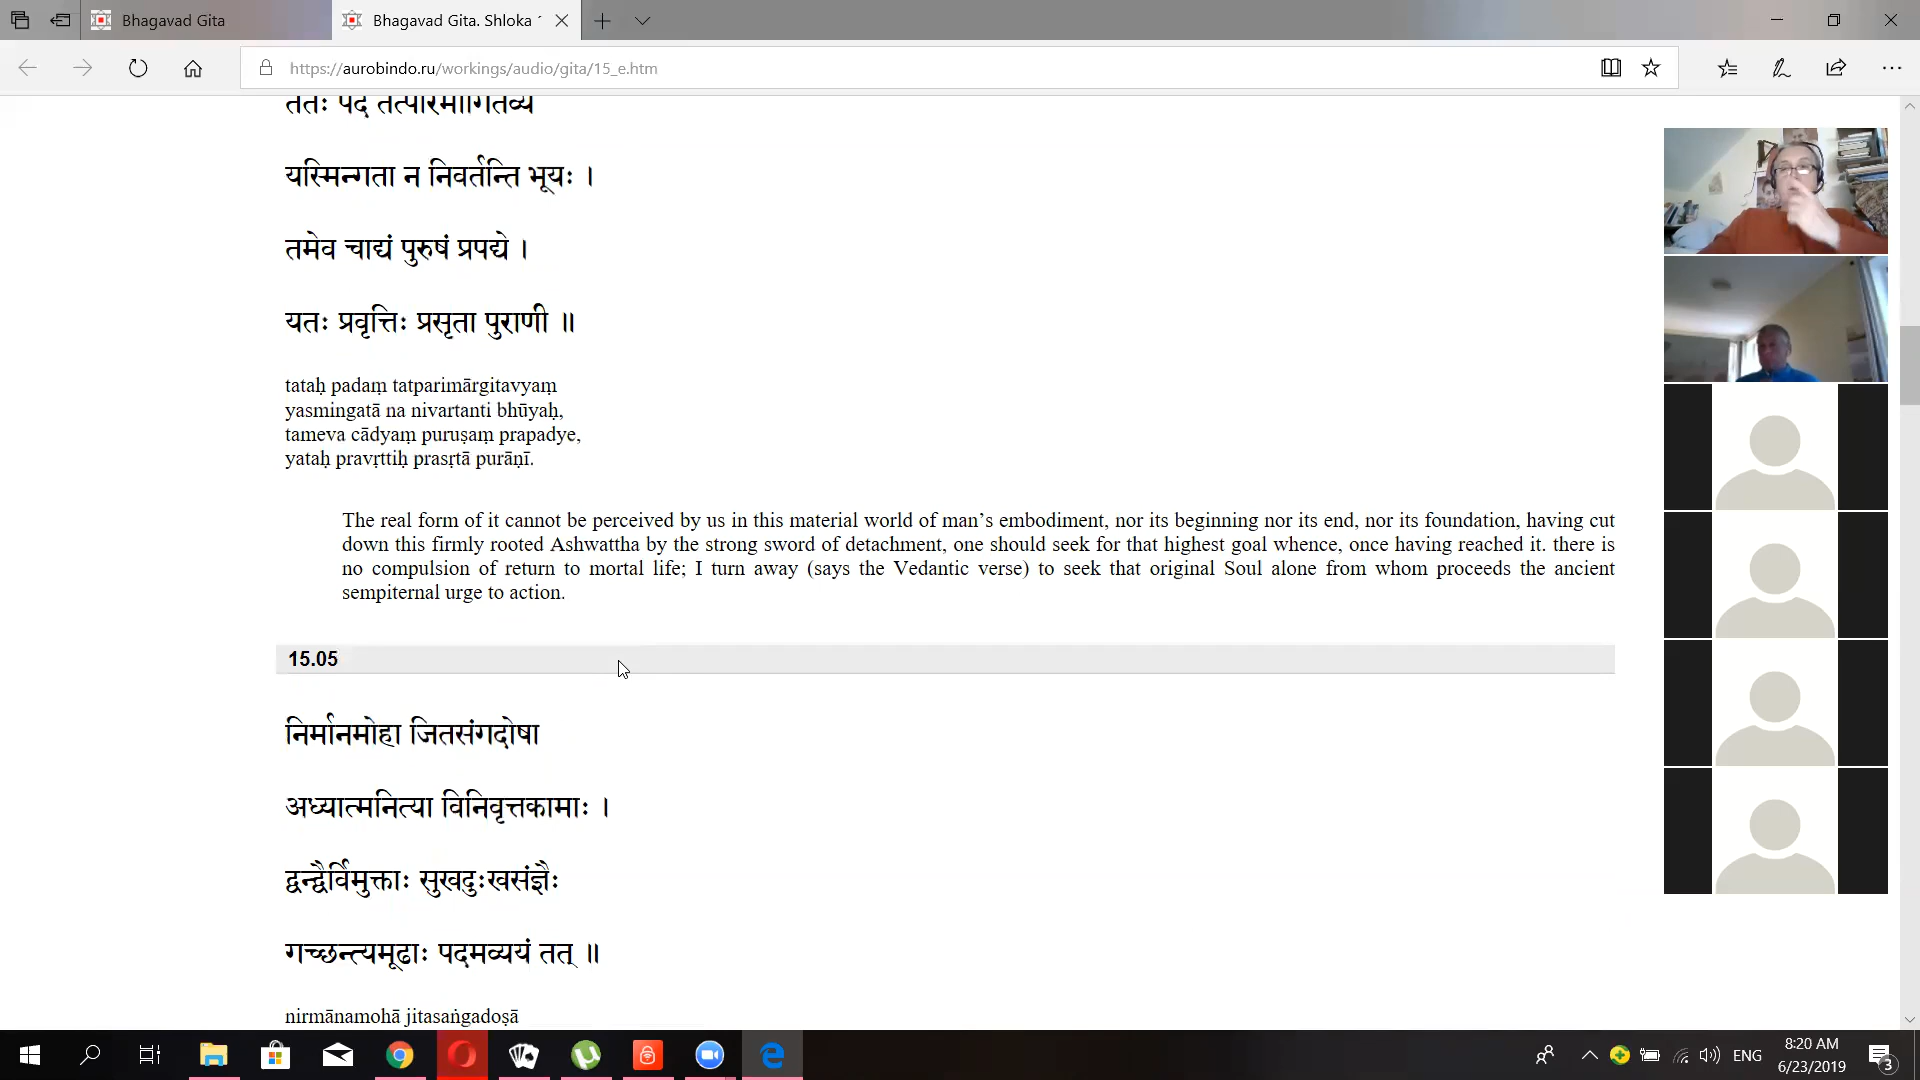 Bhagavad Gita
Bhagavad Gita. Shloka
https://aurobindo.ru/workings/audio/gita/15_e.htm
ततः पदं तत्परिमार्गितव्यं
यस्मिन्गता न निवर्तन्ति भूयः ।
तमेव चाद्यं पुरुषं प्रपद्ये ।
यतः प्रवृत्तिः प्रसृता पुराणी ॥
tataḥ padaṃ tatparimārgitavyaṃ
yasmingatā na nivartanti bhūyaḥ,
tameva cādyaṃ puruṣaṃ prapadye,
yataḥ pravṛttiḥ prasṛtā purāṇī.
The real form of it cannot be perceived by us in this material world of man’s embodiment, nor its beginning nor its end, nor its foundation, having cut
down this firmly rooted Ashwattha by the strong sword of detachment, one should seek for that highest goal whence, once having reached it. there is
no compulsion of return to mortal life; I turn away (says the Vedantic verse) to seek that original Soul alone from whom proceeds the ancient
sempiternal urge to action.
15.05
निर्मानमोहा जितसंगदोषा
अध्यात्मनित्या विनिवृत्तकामाः ।
द्वन्द्वैर्विमुक्ताः सुखदुःखसंज्ञैः
गच्छन्त्यमूढाः पदमव्ययं तत् ॥
nirmānamohā jitasaṅgadoṣā
ENG
8:20 AM
6/23/2019
3